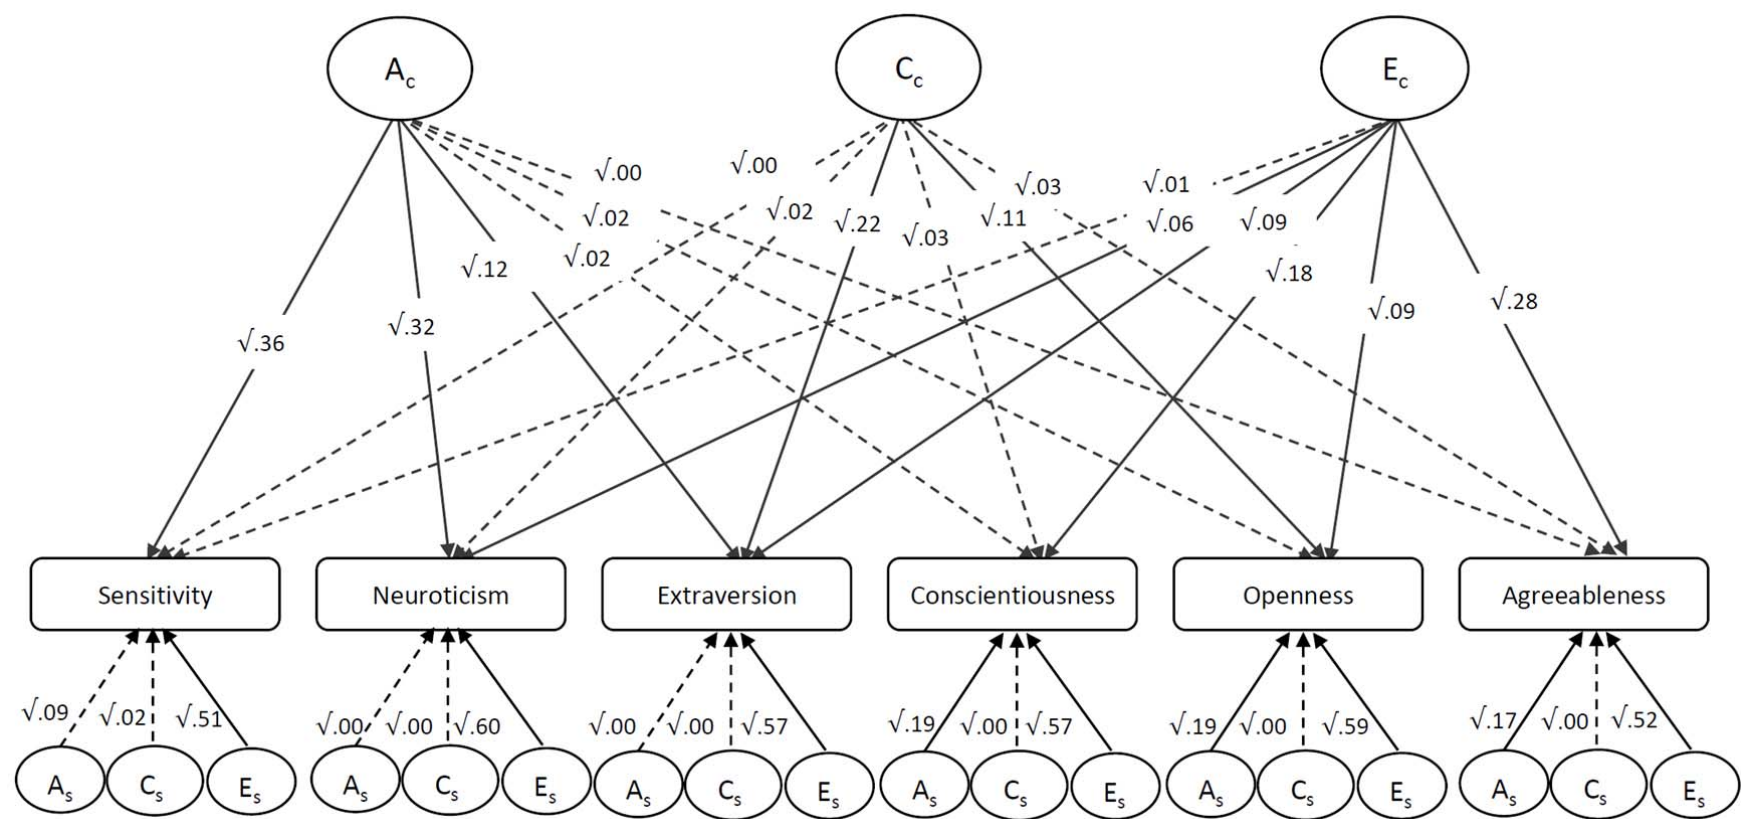 Ac Cc Ec
√.00 √.00 √.03 √.01
√.02 √.02 √.22 √.11 √.06 √.09
√.02 √.03
√.12 √.18
√.36 √.32 √.09 √.28
Sensitivity Neuroticism Extraversion Conscientiousness Openness Agreeableness
√.09 √.02 √.51 √.00 √.00 √.60 √.00 √.00 √.57 √.19 √.00 √.57 √.19 √.00 √.59 √.17 √.00 √.52
As Cs Es As Cs Es As Cs Es As Cs Es As Cs Es As Cs Es